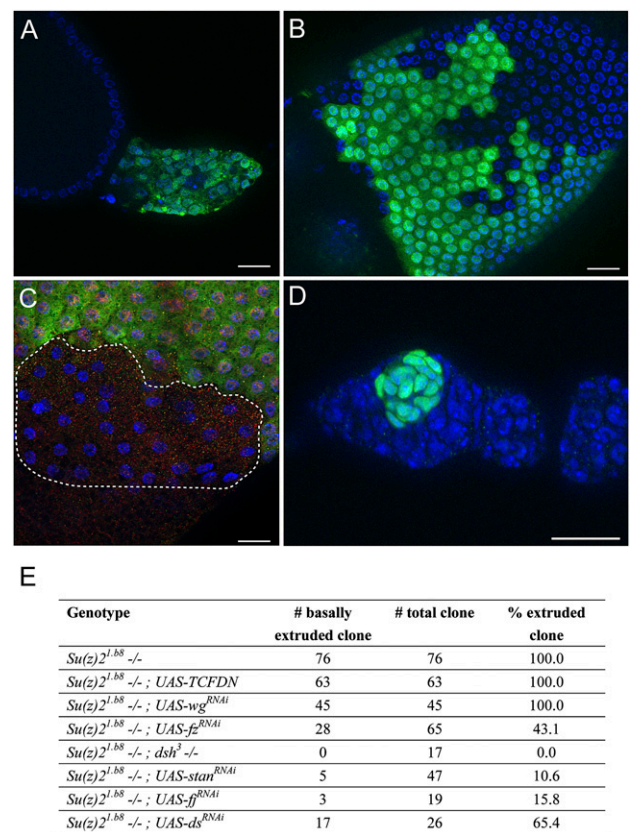 A
B
C
D
E
Genotype # basally extruded clone # total clone % extruded clone
Su(z)2^1.b8 -/- 76 76 100.0
Su(z)2^1.b8 -/- ; UAS-TCFDN 63 63 100.0
Su(z)2^1.b8 -/- ; UAS-wg^RNAi 45 45 100.0
Su(z)2^1.b8 -/- ; UAS-fz^RNAi 28 65 43.1
Su(z)2^1.b8 -/- ; dsh^3 -/- 0 17 0.0
Su(z)2^1.b8 -/- ; UAS-stan^RNAi 5 47 10.6
Su(z)2^1.b8 -/- ; UAS-fj^RNAi 3 19 15.8
Su(z)2^1.b8 -/- ; UAS-ds^RNAi 17 26 65.4